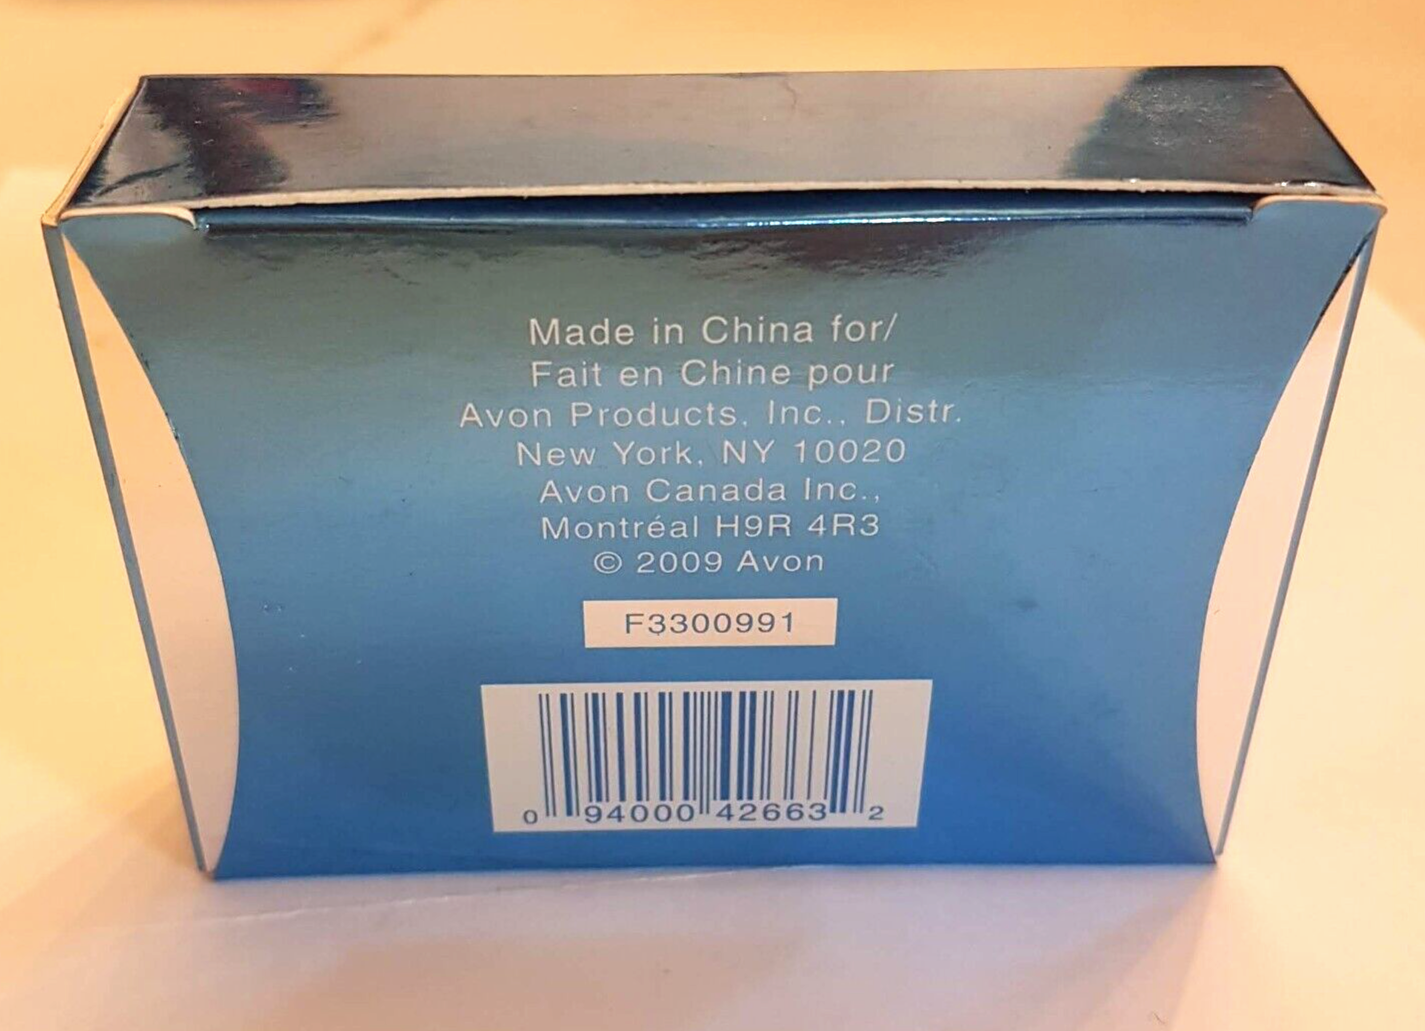 Made in China for/
Fait en Chine pour
Avon Products, Inc., Distr.
New York, NY 10020
Avon Canada Inc.,
Montréal H9R 4R3
© 2009 Avon
F3300991
0 94000 42663 2